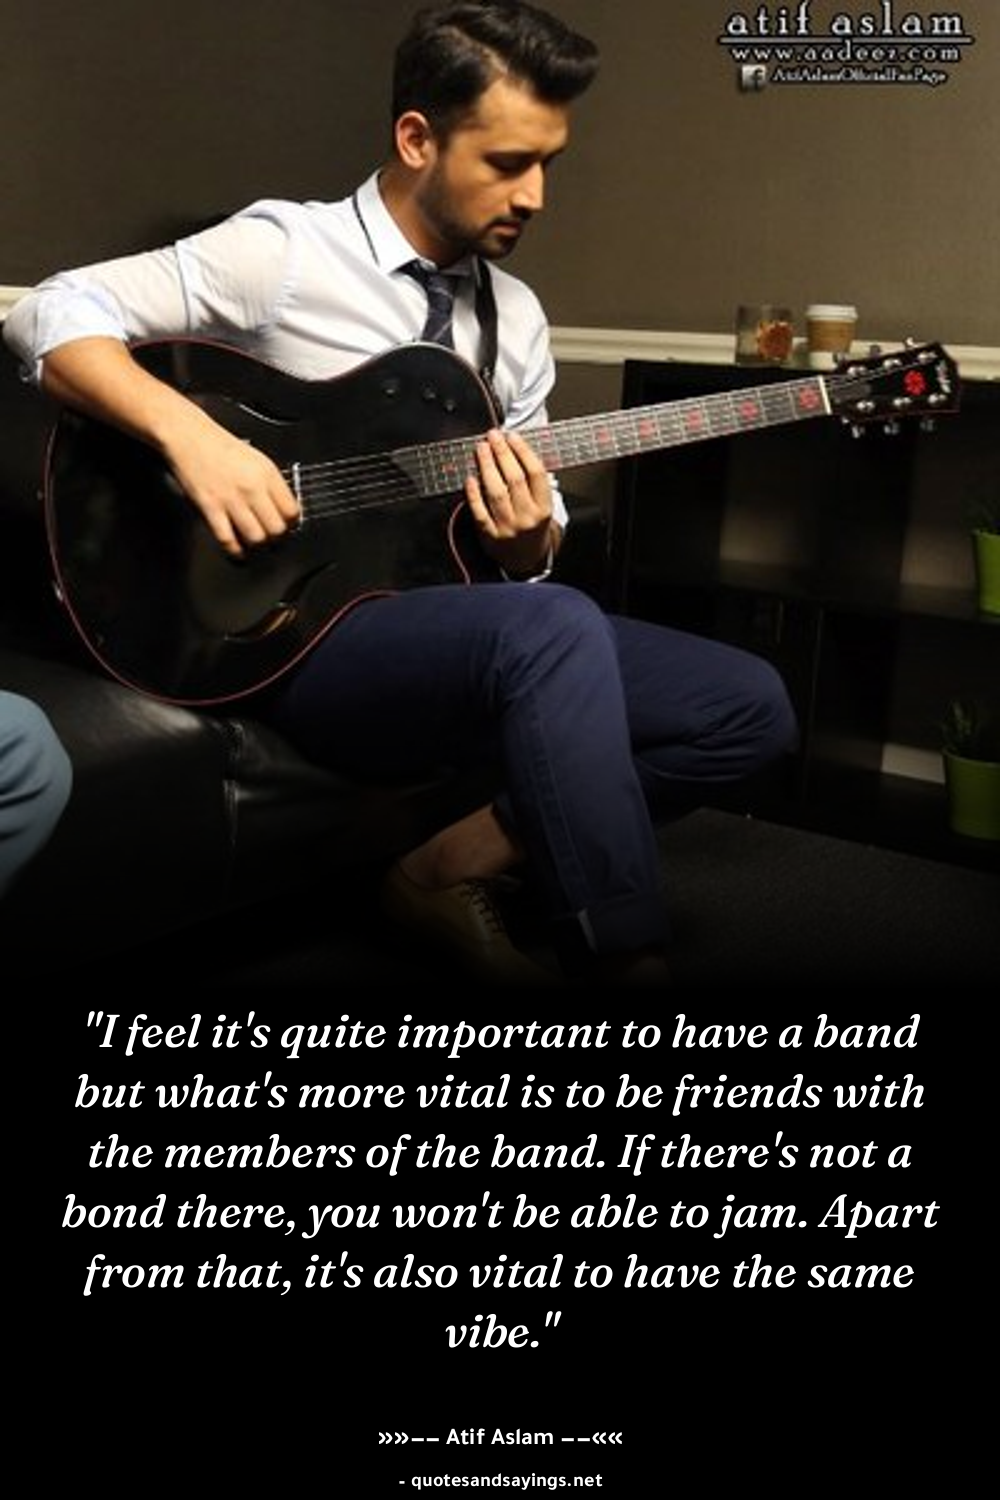 atif aslam
www.aadeez.com
AtifAslamOfficialFanPage
"I feel it's quite important to have a band
but what's more vital is to be friends with
the members of the band. If there's not a
bond there, you won't be able to jam. Apart
from that, it's also vital to have the same
vibe."
»»–– Atif Aslam ––««
- quotesandsayings.net